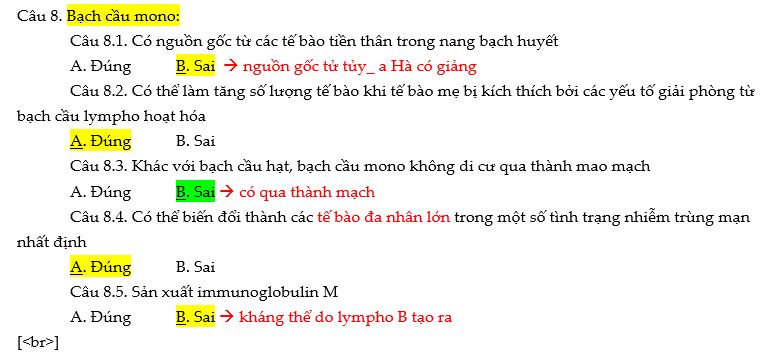 Câu 8. Bạch cầu mono:
Câu 8.1. Có nguồn gốc từ các tế bào tiền thân trong nang bạch huyết
A. Đúng B. Sai → nguồn gốc từ tủy_ a Hà có giảng
Câu 8.2. Có thể làm tăng số lượng tế bào khi tế bào mẹ bị kích thích bởi các yếu tố giải phòng từ
bạch cầu lympho hoạt hóa
A. Đúng B. Sai
Câu 8.3. Khác với bạch cầu hạt, bạch cầu mono không di cư qua thành mao mạch
A. Đúng B. Sai → có qua thành mạch
Câu 8.4. Có thể biến đổi thành các tế bào đa nhân lớn trong một số tình trạng nhiễm trùng mạn
nhất định
A. Đúng B. Sai
Câu 8.5. Sản xuất immunoglobulin M
A. Đúng B. Sai → kháng thể do lympho B tạo ra
[<br>]